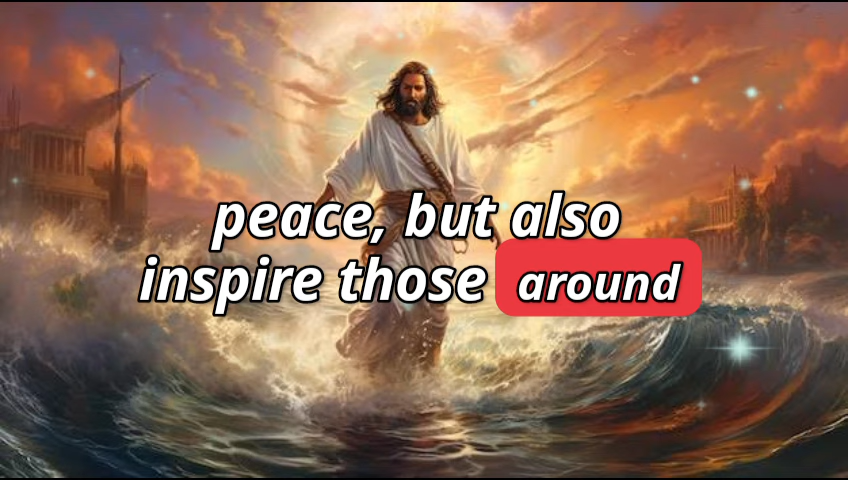 peace, but also
inspire those around